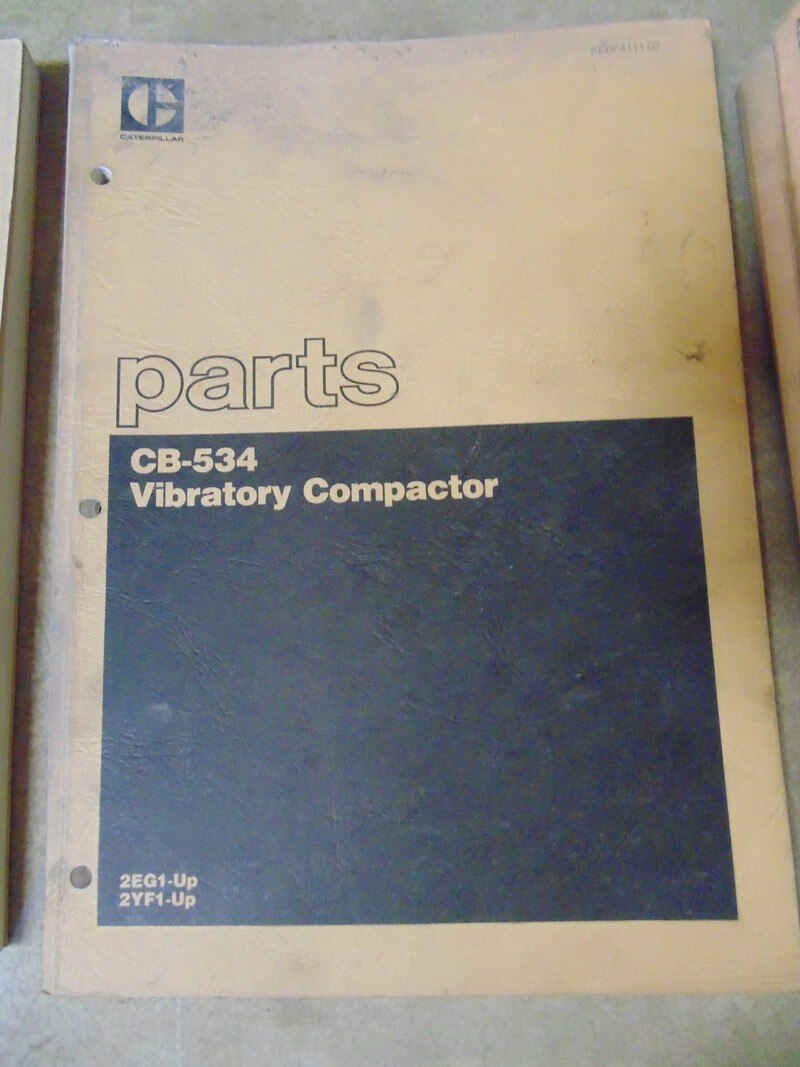 CATERPILLAR
parts
CB-534
Vibratory Compactor
2EG1-Up
2YF1-Up